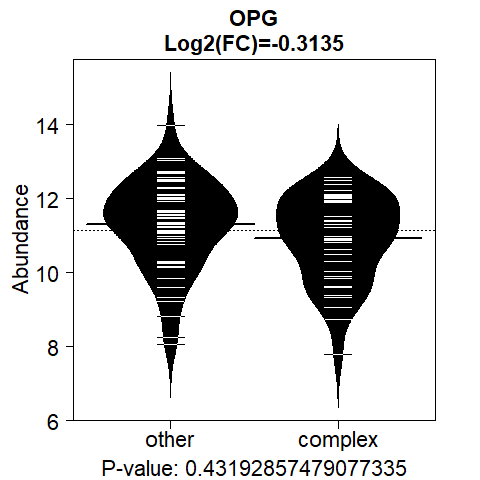 OPG
Log2(FC)=-0.3135
Abundance
14
12
10
8
6
other complex
P-value: 0.43192857479077335